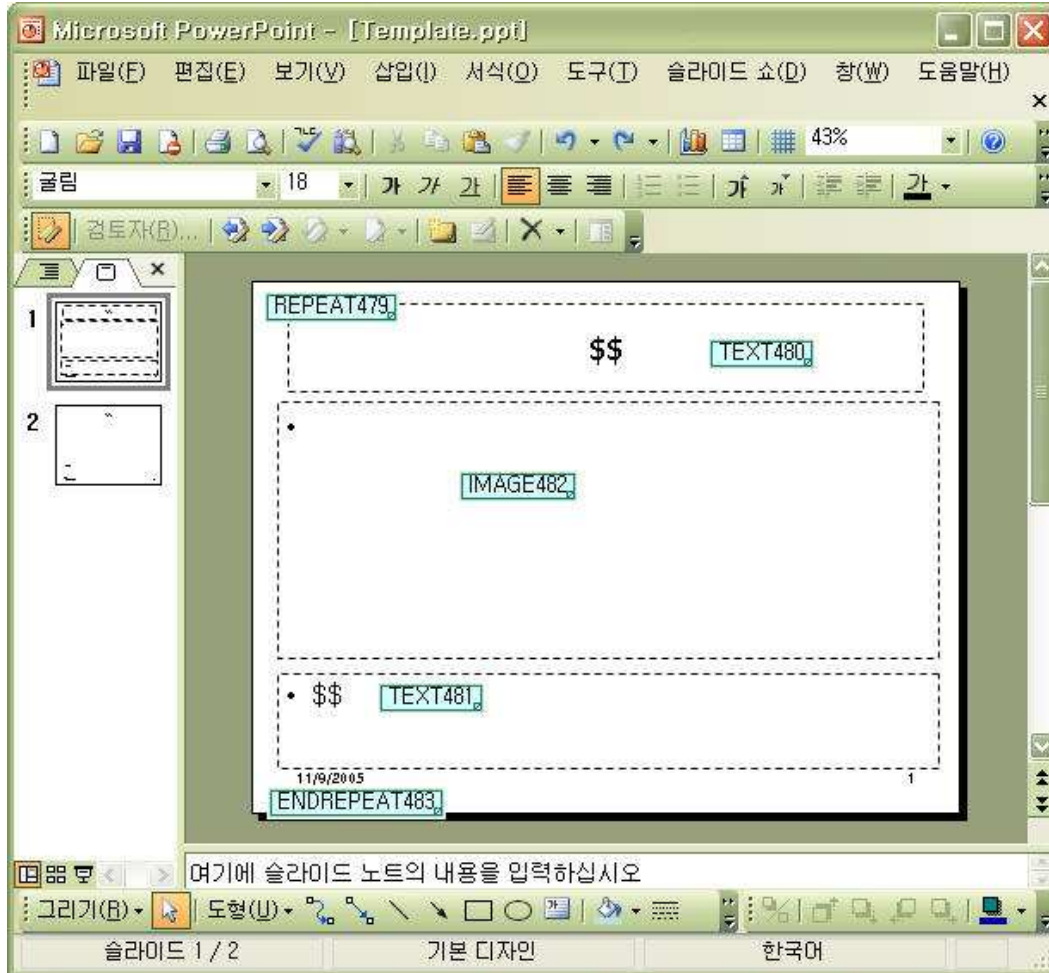 Microsoft PowerPoint - [Template.ppt]
파일(F) 편집(E) 보기(V) 삽입(I) 서식(O) 도구(T) 슬라이드 쇼(D) 창(W) 도움말(H)
43%
굴림 18 가 가 가 가 가 가
검토자(R)...
1
2
REPEAT479
$$ TEXT480
•
IMAGE482
• $$ TEXT481
11/9/2005 1
ENDREPEAT483
여기에 슬라이드 노트의 내용을 입력하십시오
그리기(R) 도형(U)
슬라이드 1 / 2 기본 디자인 한국어